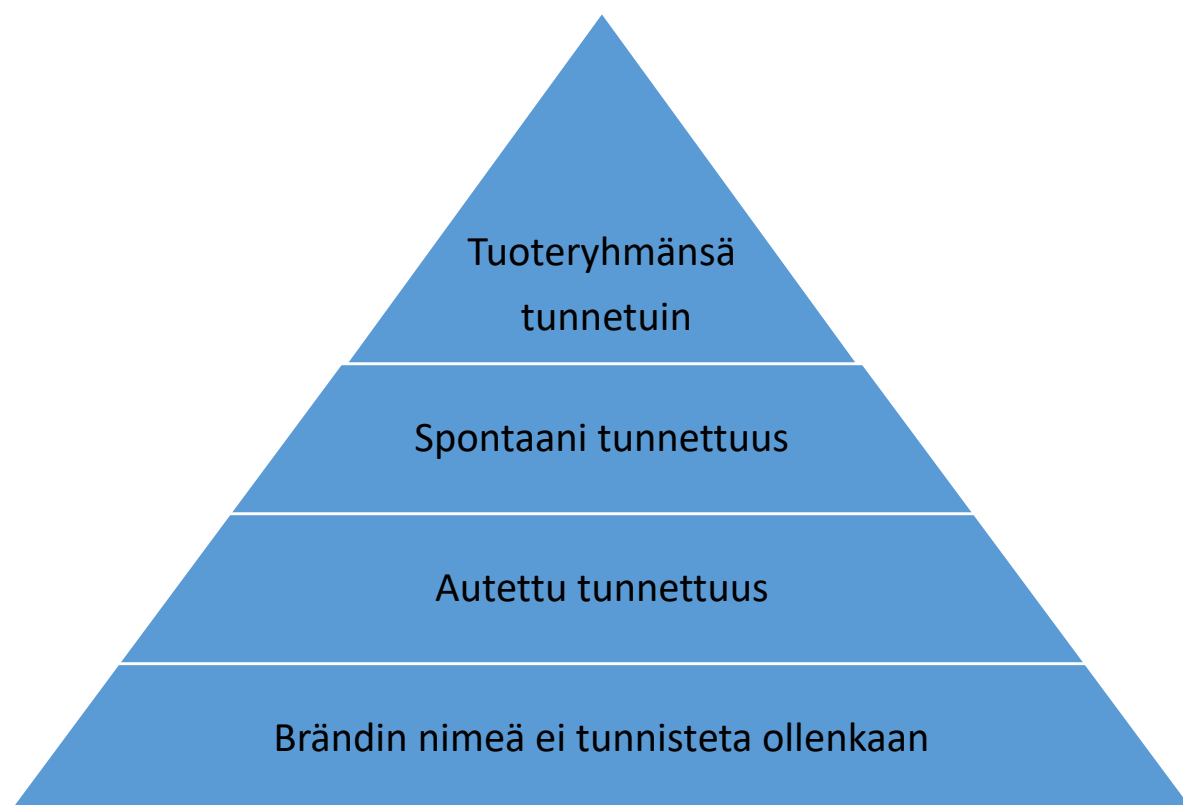 Tuoteryhmänsä
tunnetuin
Spontaani tunnettuus
Autettu tunnettuus
Brändin nimeä ei tunnisteta ollenkaan